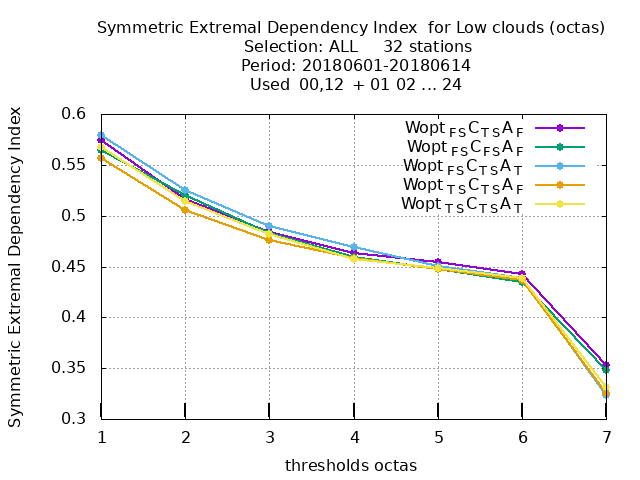 Symmetric Extremal Dependency Index  for Low clouds (octas)
Selection: ALL     32 stations
Period: 20180601-20180614
Used  00,12  + 01 02 ... 24
Symmetric Extremal Dependency Index
0.6
0.55
0.5
0.45
0.4
0.35
0.3
Wopt FS C TS A F
Wopt FS C FS A F
Wopt FS C TS A T
Wopt TS C TS A F
Wopt TS C TS A T
1 2 3 4 5 6 7
thresholds octas